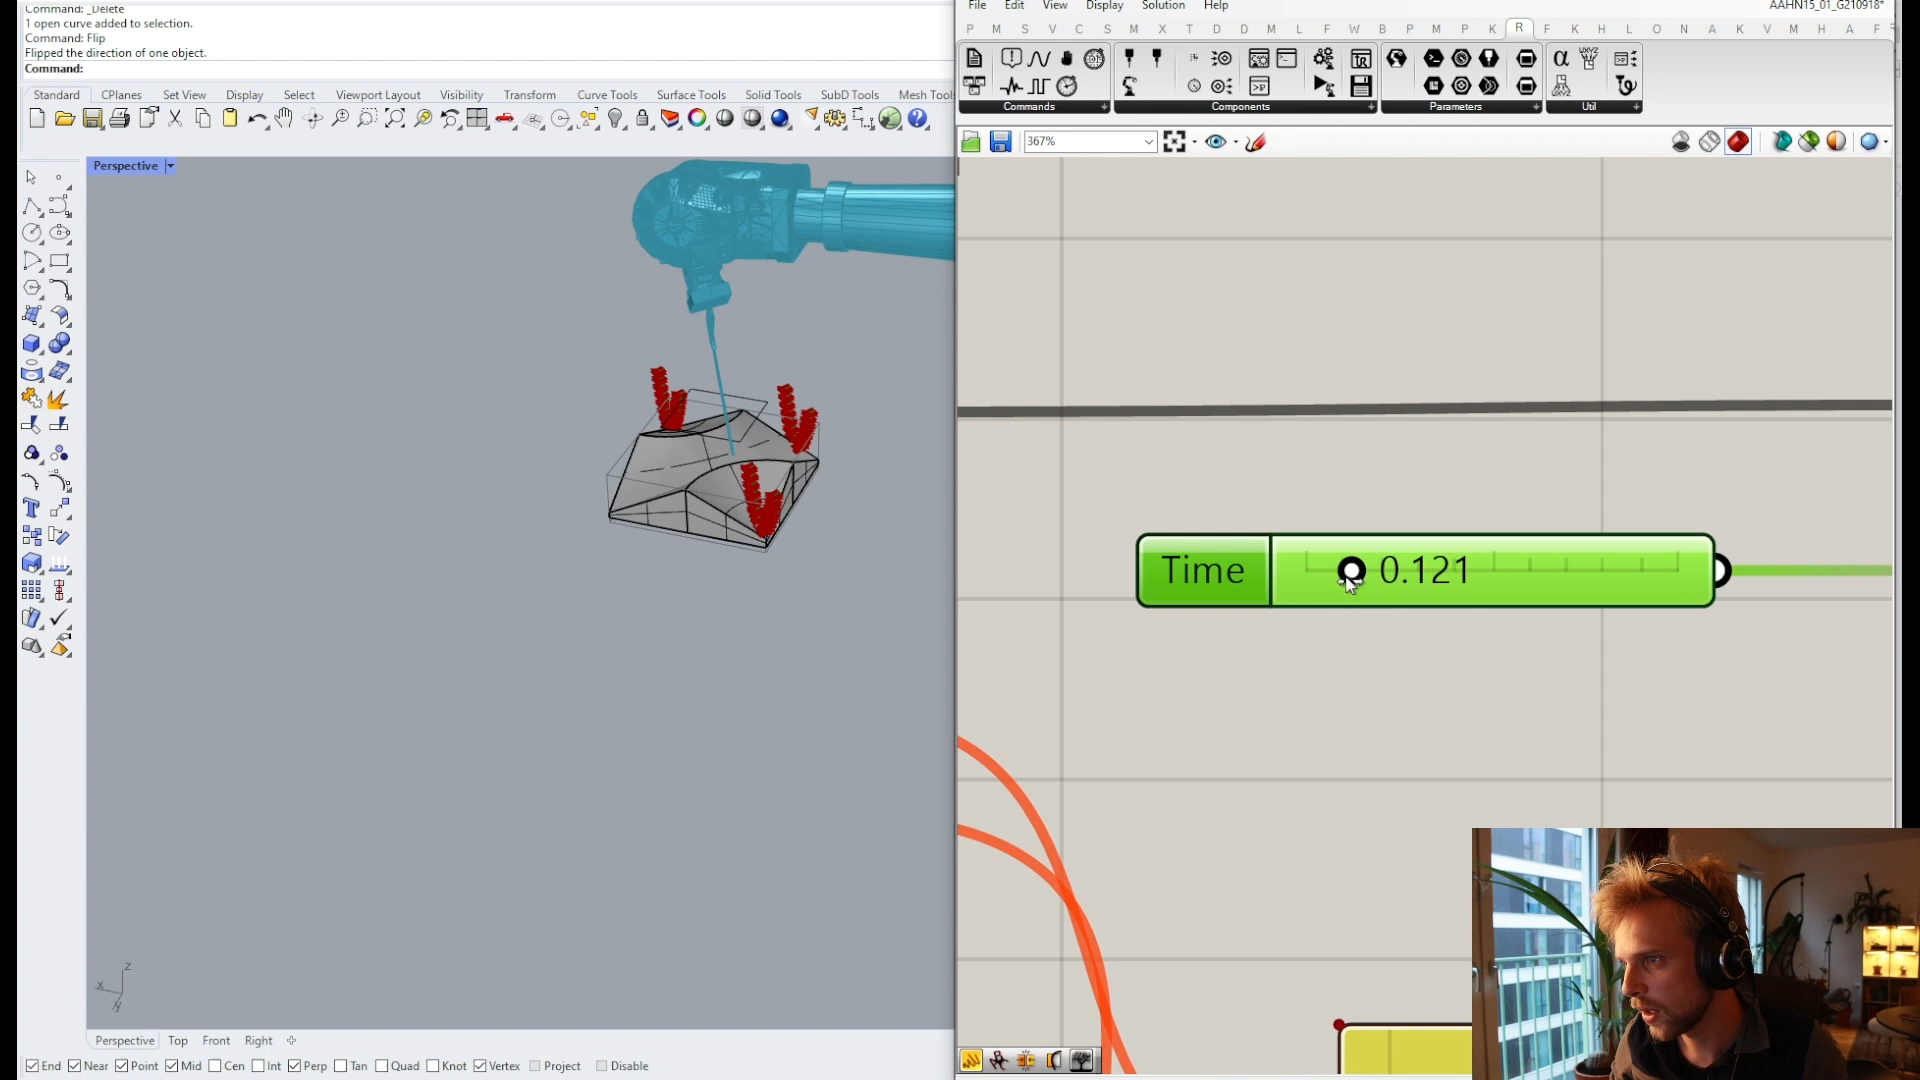 Command: _Delete
1 open curve added to selection.
Command: Flip
Flipped the direction of one object.
Command:
Standard CPlanes Set View Display Select Viewport Layout Visibility Transform Curve Tools Surface Tools Solid Tools SubD Tools Mesh Tool
Perspective
z
x
y
Perspective Top Front Right
End Near Point Mid Cen Int Perp Tan Quad Knot Vertex Project Disable
File Edit View Display Solution Help
AAHN15_01_G210918*
P M S V C S M X T D D M L F W B P M P K R F K H L O N A K V M H A F
Commands
Components
Parameters
Util
367%
Time 0.121